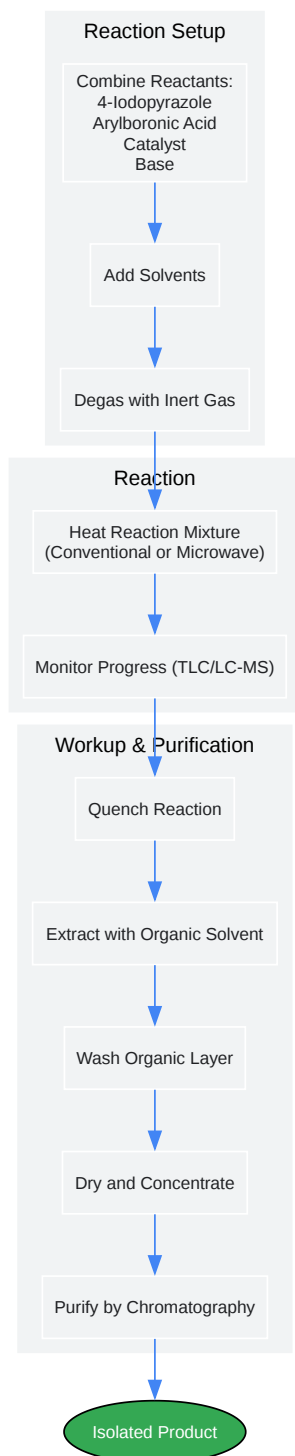 Reaction Setup
Combine Reactants:
4-Iodopyrazole
Arylboronic Acid
Catalyst
Base
Add Solvents
Degas with Inert Gas
Reaction
Heat Reaction Mixture
(Conventional or Microwave)
Monitor Progress (TLC/LC-MS)
Workup & Purification
Quench Reaction
Extract with Organic Solvent
Wash Organic Layer
Dry and Concentrate
Purify by Chromatography
Isolated Product